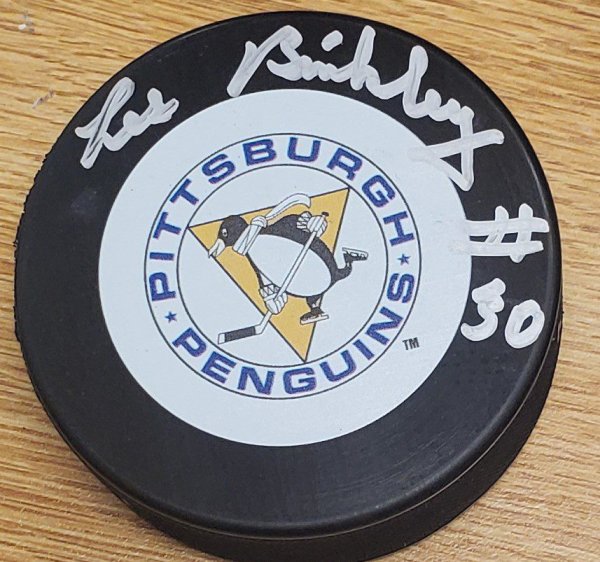 Les Binkley
#
30
PITTSBURGH
★ PENGUINS ★
TM